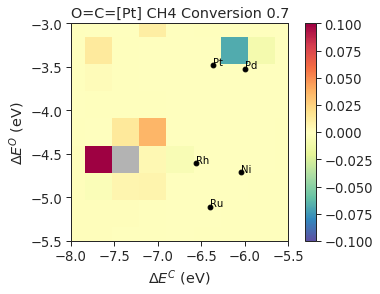 O=C=[Pt] CH4 Conversion 0.7
−3.0
−3.5
−4.0
−4.5
−5.0
−5.5
ΔE^O (eV)
Pt
Pd
Rh
Ni
Ru
−8.0 −7.5 −7.0 −6.5 −6.0 −5.5
ΔE^C (eV)
0.100
0.075
0.050
0.025
0.000
−0.025
−0.050
−0.075
−0.100